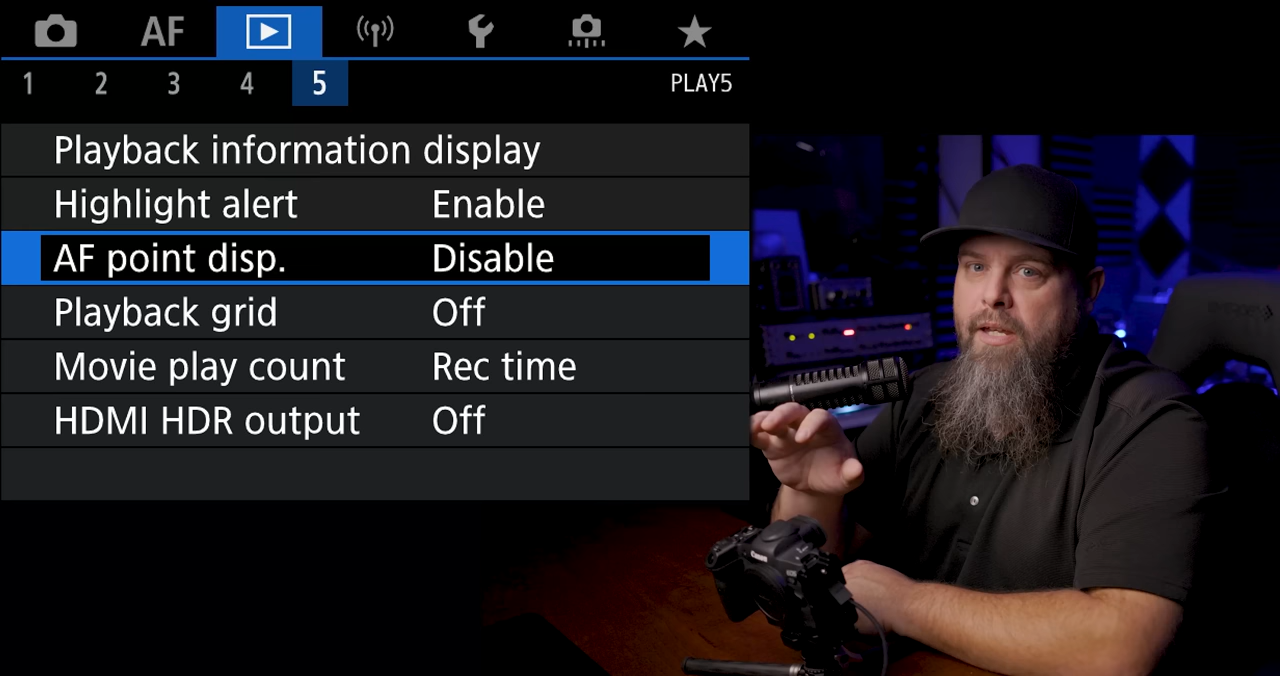 AF
1 2 3 4 5 PLAY5
Playback information display
Highlight alert Enable
AF point disp. Disable
Playback grid Off
Movie play count Rec time
HDMI HDR output Off
Canon